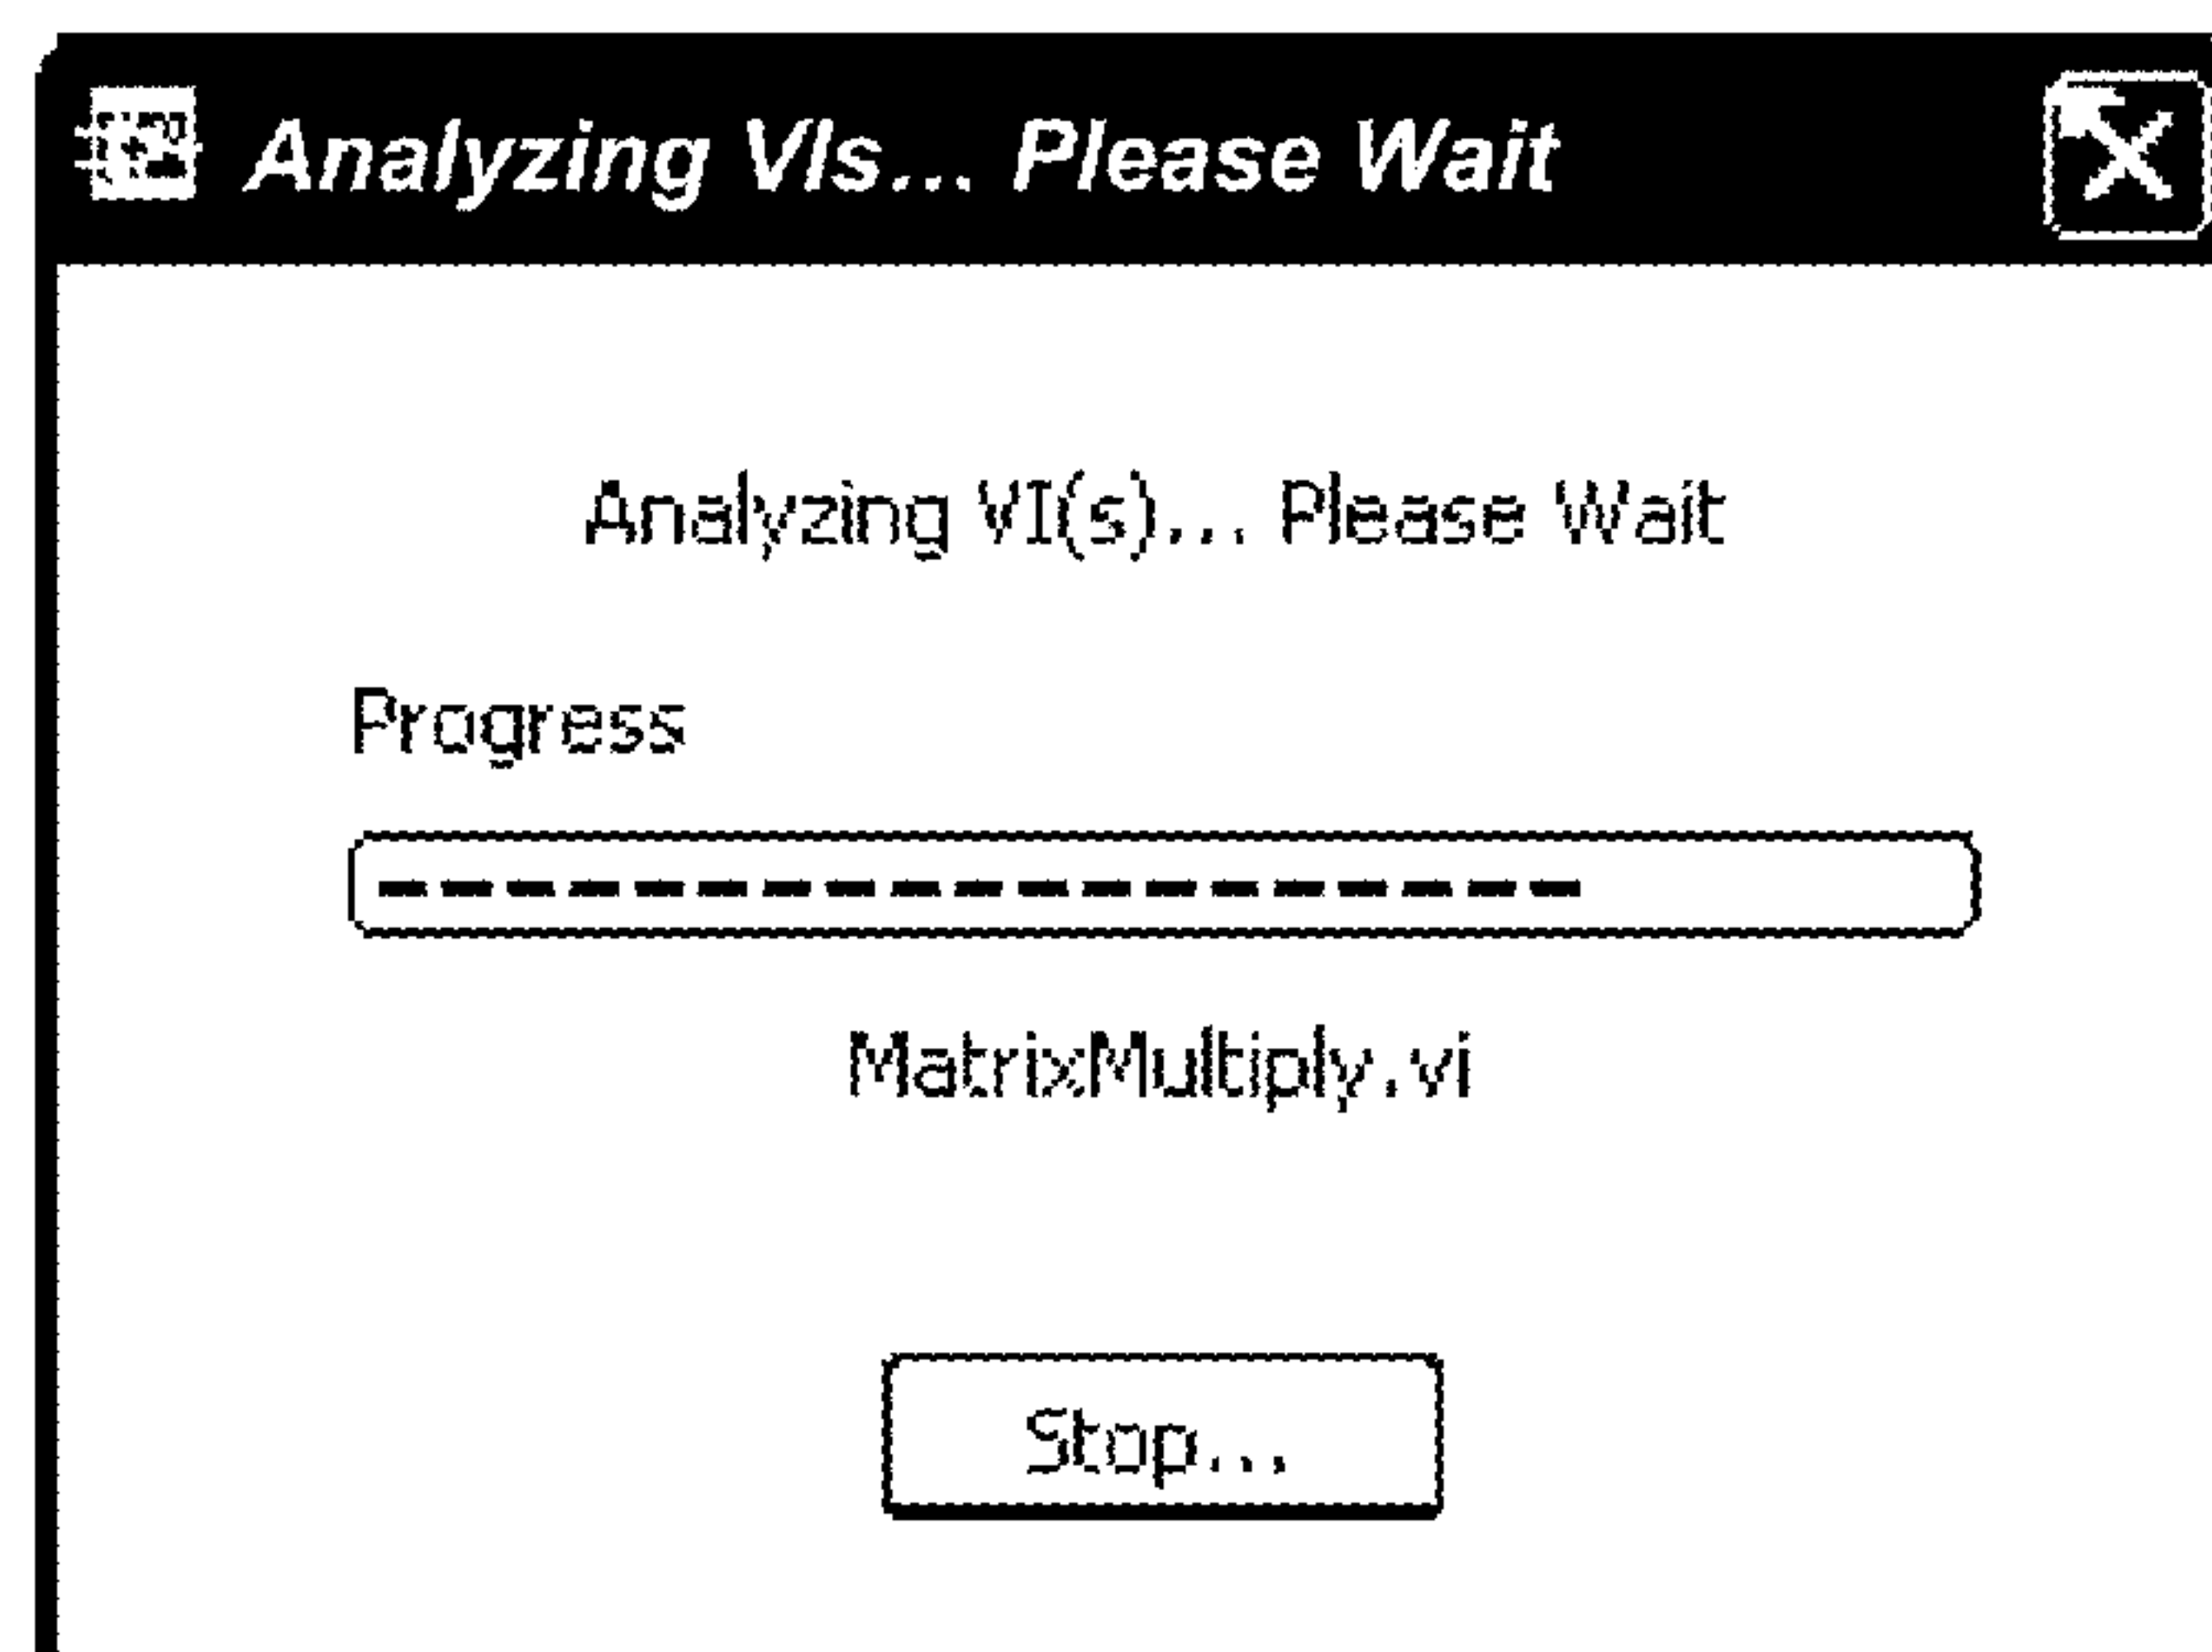 Analyzing VIs... Please Wait
Analyzing VI(s)... Please Wait
Progress
MatrixMultiply.vi
Stop...